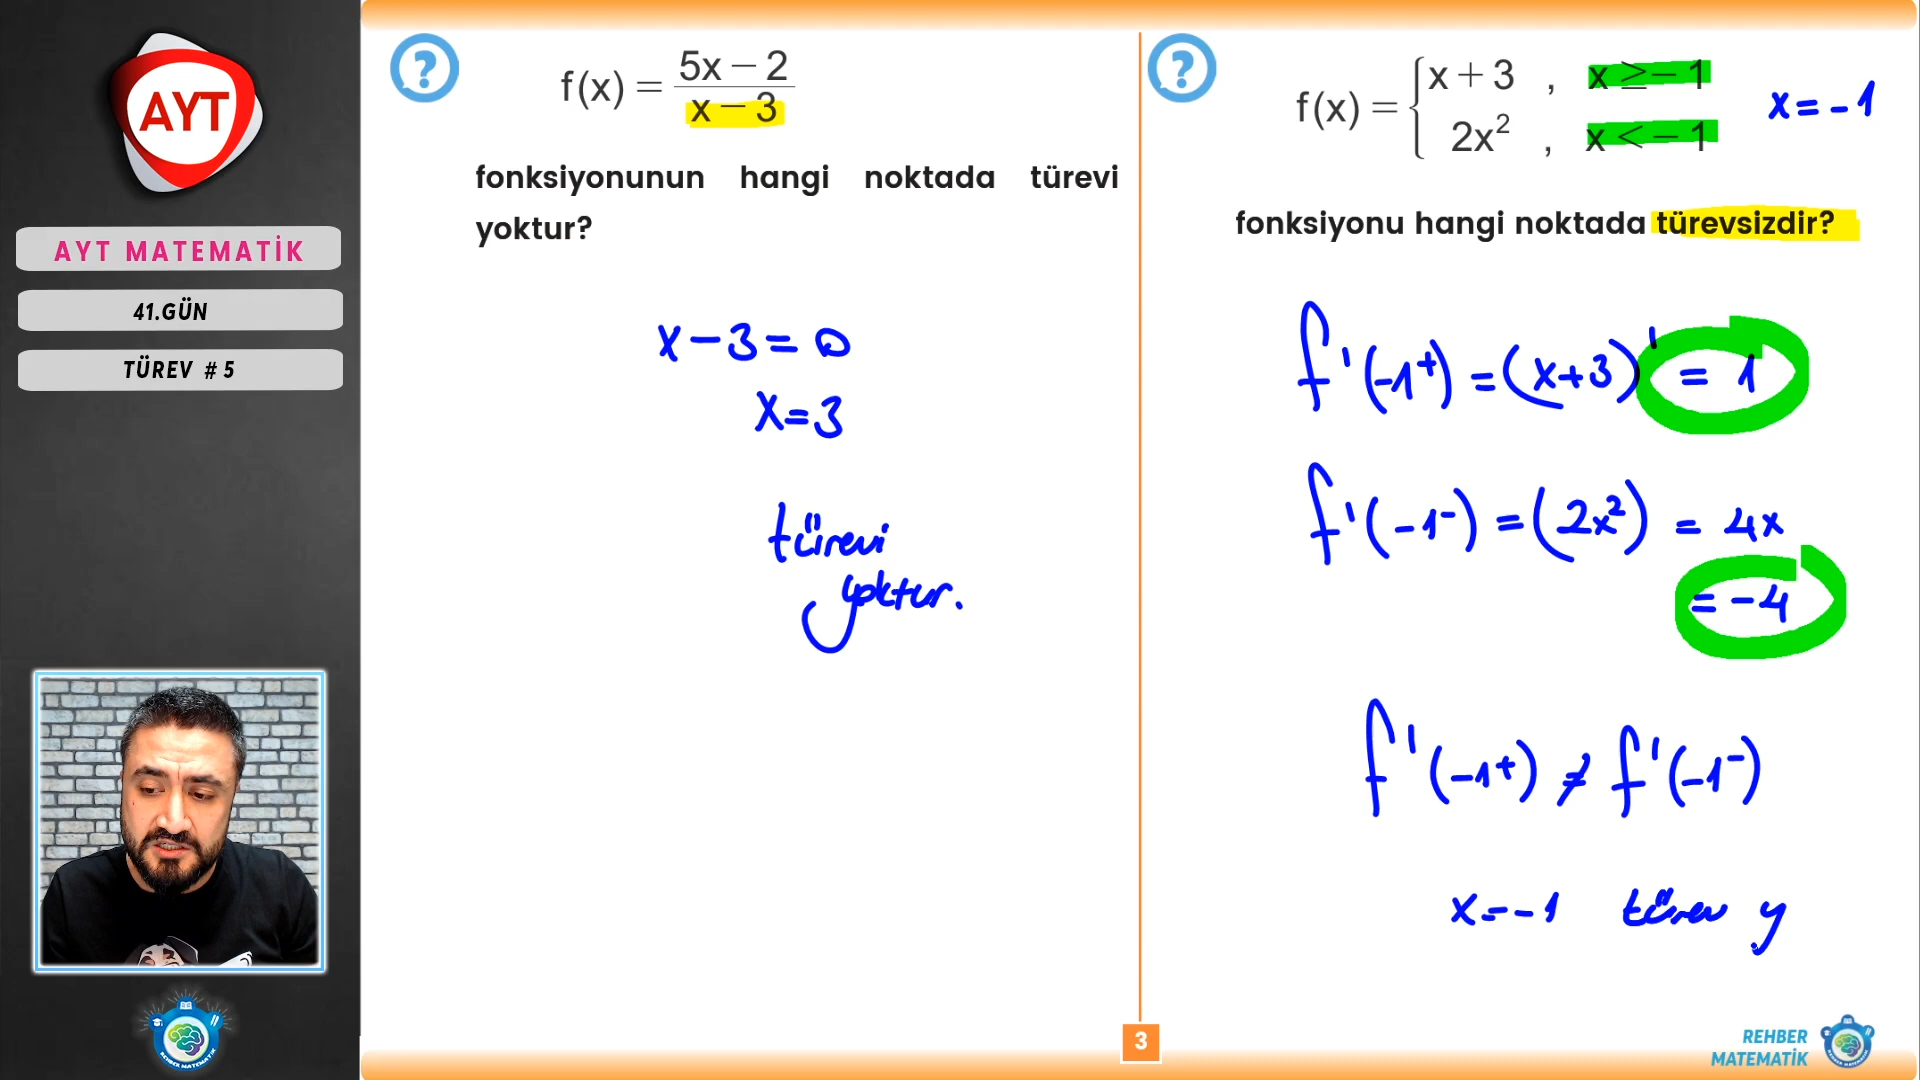 AYT
AYT MATEMATİK
41.GÜN
TÜREV # 5
f(x) = (5x − 2)/(x − 3)
fonksiyonunun hangi noktada türevi
yoktur?
x−3=0
x=3
türevi
yoktur.
f(x) = { x + 3 , x ≥ −1
2x² , x < −1
x=-1
fonksiyonu hangi noktada türevsizdir?
f'(-1⁺) = (x+3)' = 1
f'(-1⁻) = (2x²) = 4x
= -4
f'(-1⁺) ≠ f'(-1⁻)
x=-1 türev y
3
REHBER
MATEMATİK
REHBER MATEMATİK